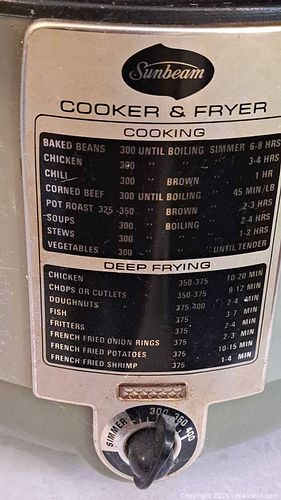 Sunbeam
COOKER & FRYER
COOKING
BAKED BEANS 300 UNTIL BOILING SIMMER 6-8 HRS
CHICKEN 300 " " " 3-4 HRS
CHILI 300 " BROWN " 1 HR
CORNED BEEF 300 UNTIL BOILING " 45 MIN/LB
POT ROAST 325-350 " BROWN " 2-3 HRS
SOUPS 300 " BOILING " 2-4 HRS
STEWS 300 " " " 1-2 HRS
VEGETABLES 300 " " " UNTIL TENDER
DEEP FRYING
CHICKEN 350-375 10-20 MIN
CHOPS OR CUTLETS 350-375 8-12 MIN
DOUGHNUTS 375-400 2-4 MIN
FISH 375 3-7 MIN
FRITTERS 375 2-4 MIN
FRENCH FRIED ONION RINGS 375 2-3 MIN
FRENCH FRIED POTATOES 375 10-15 MIN
FRENCH FRIED SHRIMP 375 1-4 MIN
SIMMER 300 350 400
Copyright 2025 - MaxSold.com